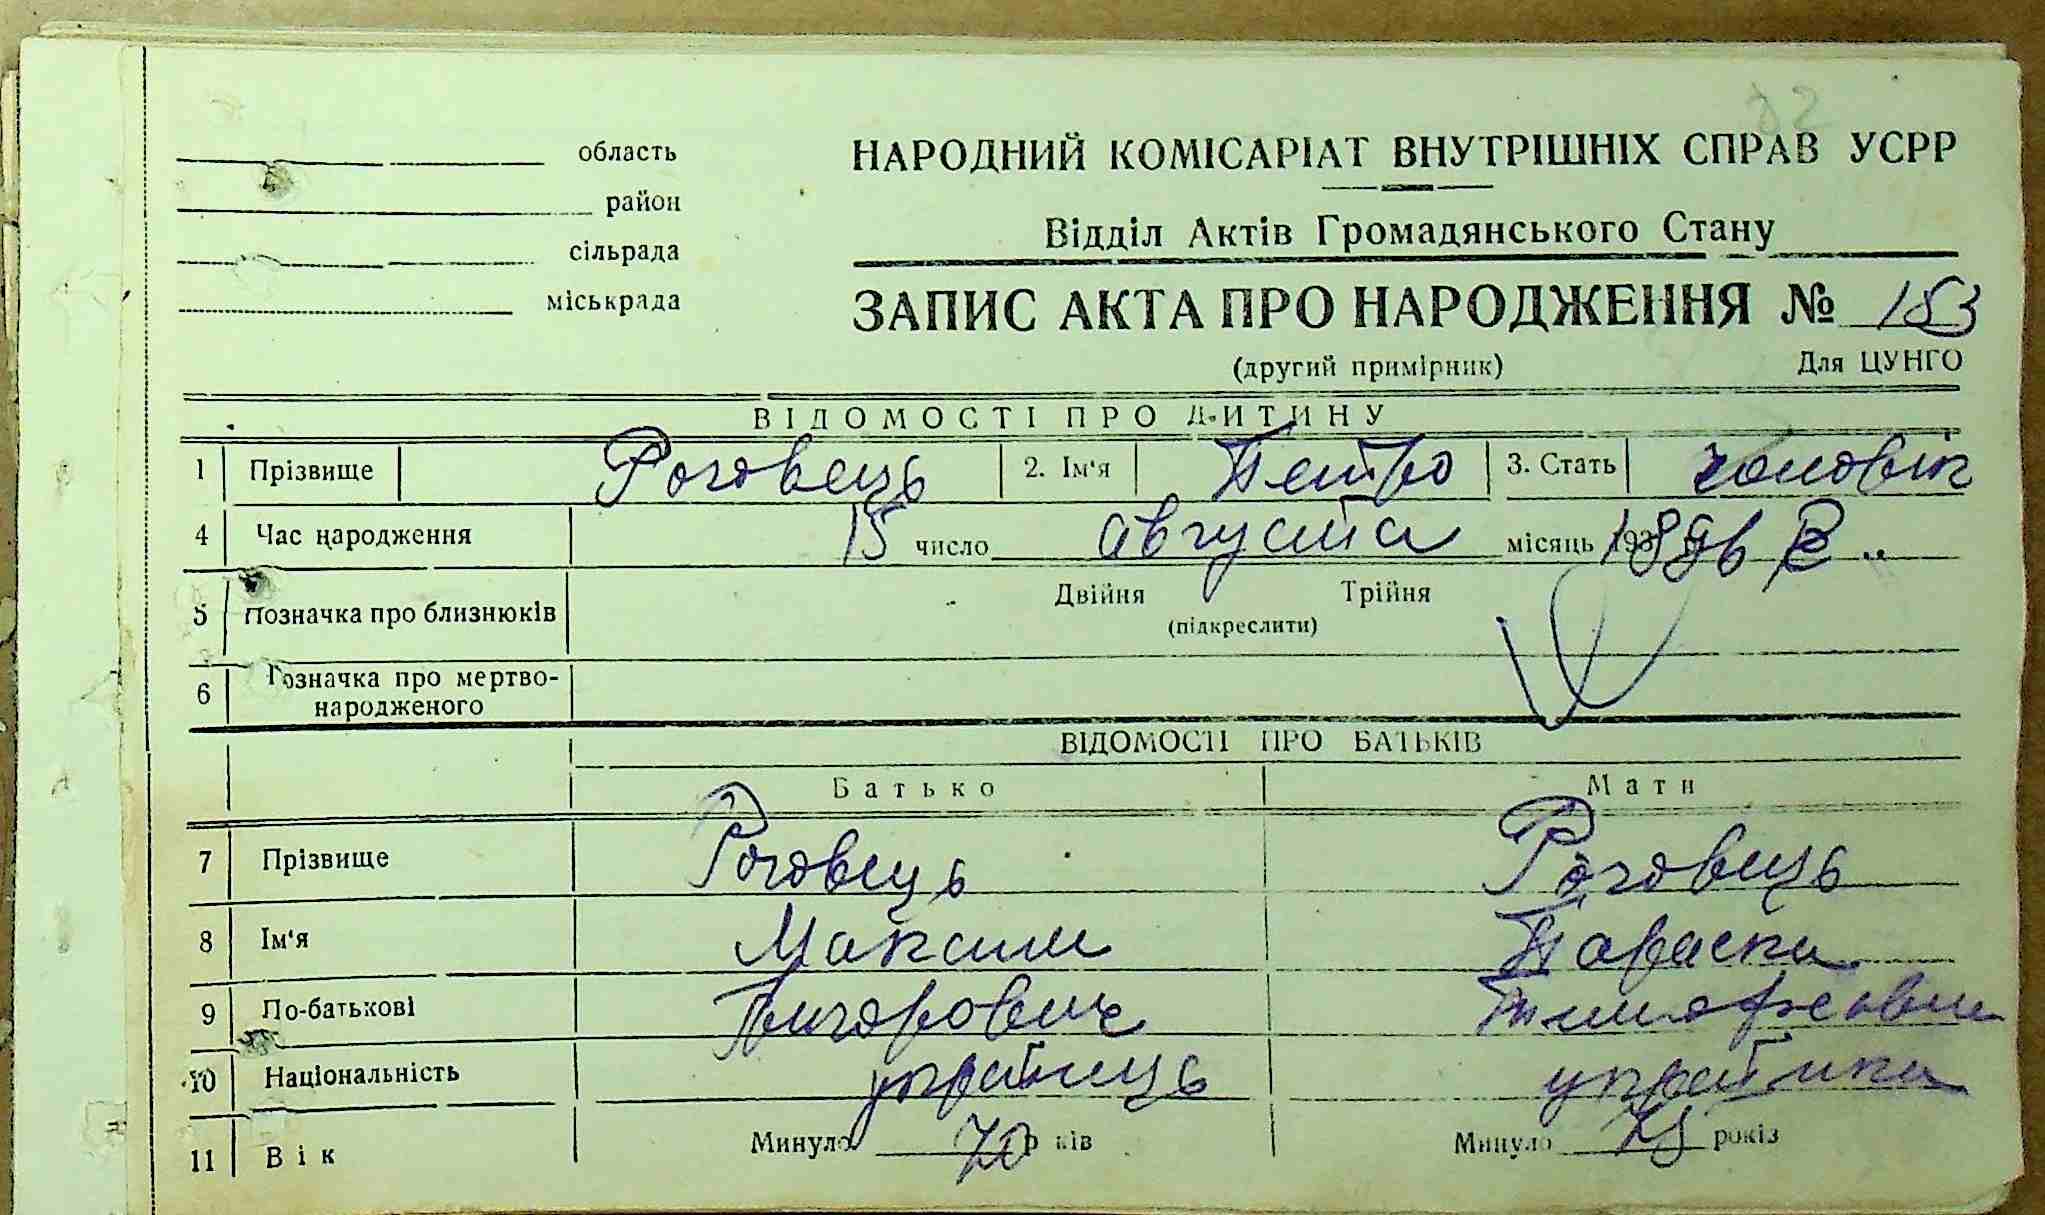 82
область
район
сільрада
міськрада
НАРОДНИЙ КОМІСАРІАТ ВНУТРІШНІХ СПРАВ УСРР
Відділ Актів Громадянського Стану
ЗАПИС АКТА ПРО НАРОДЖЕННЯ № 153
(другий примірник) Для ЦУНГО
ВІДОМОСТІ ПРО ДИТИНУ
1 Прізвище Роговець 2. Ім'я Петро 3. Стать чоловік
4 Час народження 15 число августа місяць
5 Позначка про близнюків Двійня Трійня
(підкреслити)
6 Позначка про мертво-
народженого
ВІДОМОСТІ ПРО БАТЬКІВ
Батько Мати
7 Прізвище Роговець Роговець
8 Ім'я Максим Параска
9 По-батькові
10 Національність українець українка
11 Вік Минуло 70 років Минуло років